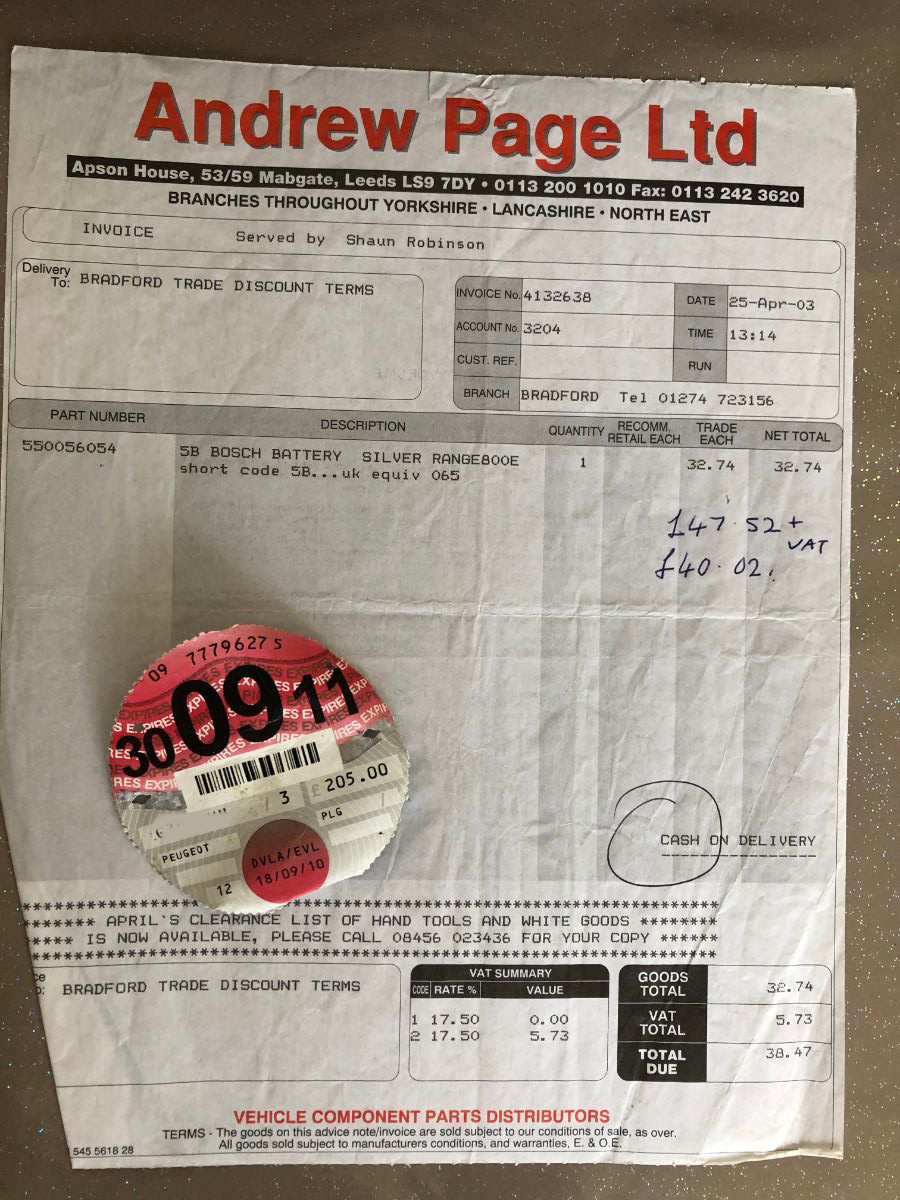 Andrew Page Ltd
Apson House, 53/59 Mabgate, Leeds LS9 7DY • 0113 200 1010 Fax: 0113 242 3620
BRANCHES THROUGHOUT YORKSHIRE • LANCASHIRE • NORTH EAST
INVOICE Served by Shaun Robinson
Delivery To: BRADFORD TRADE DISCOUNT TERMS
INVOICE No. 4132638 DATE 25-Apr-03
ACCOUNT No. 3204 TIME 13:14
CUST. REF. RUN
BRANCH BRADFORD Tel 01274 723156
PART NUMBER DESCRIPTION QUANTITY RECOMM. RETAIL EACH TRADE EACH NET TOTAL
550056054 5B BOSCH BATTERY SILVER RANGE800E 1 32.74 32.74
short code 5B...uk equiv 065
£47.52 +
VAT
£40.02.
09 77796275
EXPIRES EXPIRES EXPIRES
30 09 11
3 £ 205.00
PEUGEOT PLG
DVLA/EVL
12 18/09/10
CASH ON DELIVERY
--------------------
*************************************************************
******* APRIL'S CLEARANCE LIST OF HAND TOOLS AND WHITE GOODS ********
***** IS NOW AVAILABLE, PLEASE CALL 08456 023436 FOR YOUR COPY ******
*************************************************************
BRADFORD TRADE DISCOUNT TERMS
VAT SUMMARY
CODE RATE % VALUE
1 17.50 0.00
2 17.50 5.73
GOODS TOTAL 32.74
VAT TOTAL 5.73
TOTAL DUE 38.47
VEHICLE COMPONENT PARTS DISTRIBUTORS
TERMS - The goods on this advice note/invoice are sold subject to our conditions of sale, as over.
All goods sold subject to manufacturers conditions, and warranties, E. & O.E.
545 5618 28